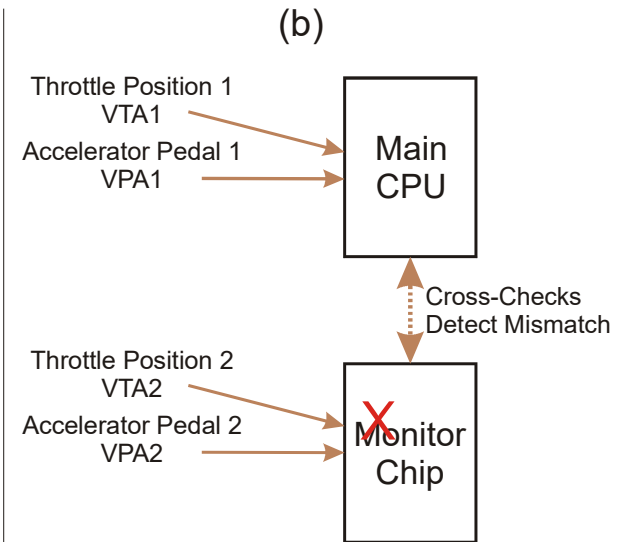 (b)
Throttle Position 1
VTA1
Accelerator Pedal 1
VPA1
Main
CPU
Cross-Checks
Detect Mismatch
Throttle Position 2
VTA2
Accelerator Pedal 2
VPA2
X
Monitor
Chip